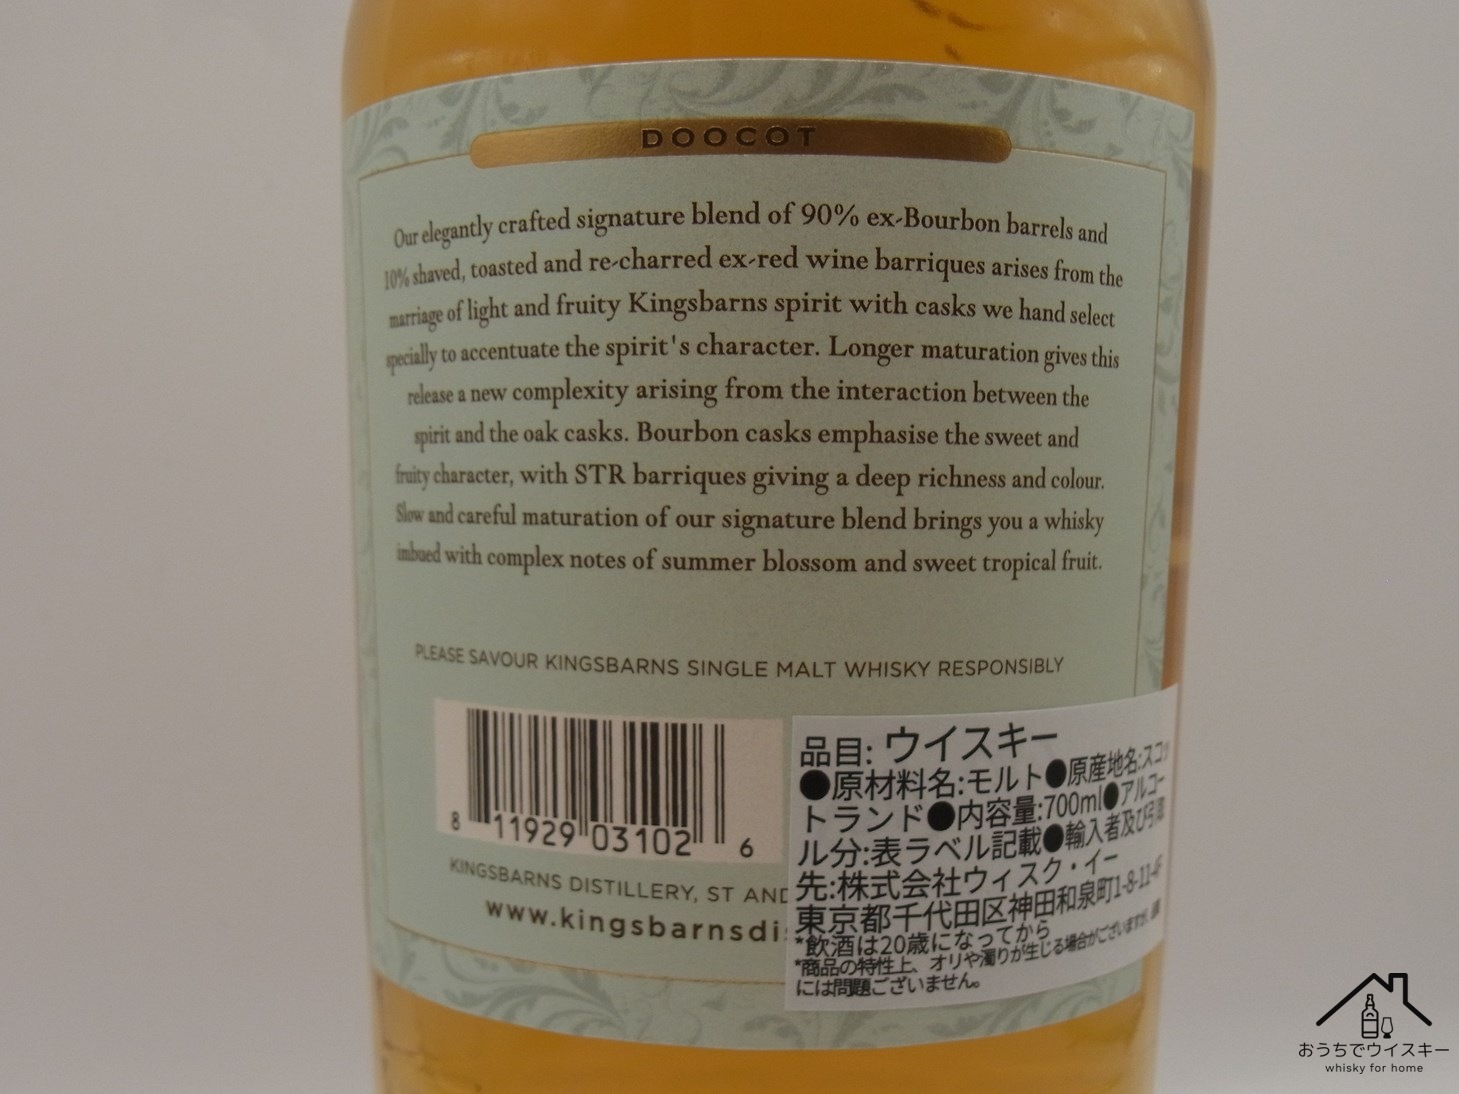 DOOCOT
Our elegantly crafted signature blend of 90% ex-Bourbon barrels and
10% shaved, toasted and re-charred ex-red wine barriques arises from the
marriage of light and fruity Kingsbarns spirit with casks we hand select
specially to accentuate the spirit's character. Longer maturation gives this
release a new complexity arising from the interaction between the
spirit and the oak casks. Bourbon casks emphasise the sweet and
fruity character, with STR barriques giving a deep richness and colour.
Slow and careful maturation of our signature blend brings you a whisky
imbued with complex notes of summer blossom and sweet tropical fruit.
PLEASE SAVOUR KINGSBARNS SINGLE MALT WHISKY RESPONSIBLY
8 11929 03102 6
KINGSBARNS DISTILLERY, ST AND
www.kingsbarnsdi
品目: ウイスキー
●原材料名:モルト●原産地名:スコッ
トランド●内容量:700ml●アルコー
ル分:表ラベル記載●輸入者及び引取
先:株式会社ウィスク・イー
東京都千代田区神田和泉町1-8-11-4F
*飲酒は20歳になってから
*商品の特性上、オリや濁りが生じる場合がございますが、
には問題ございません。
おうちでウイスキー
whisky for home